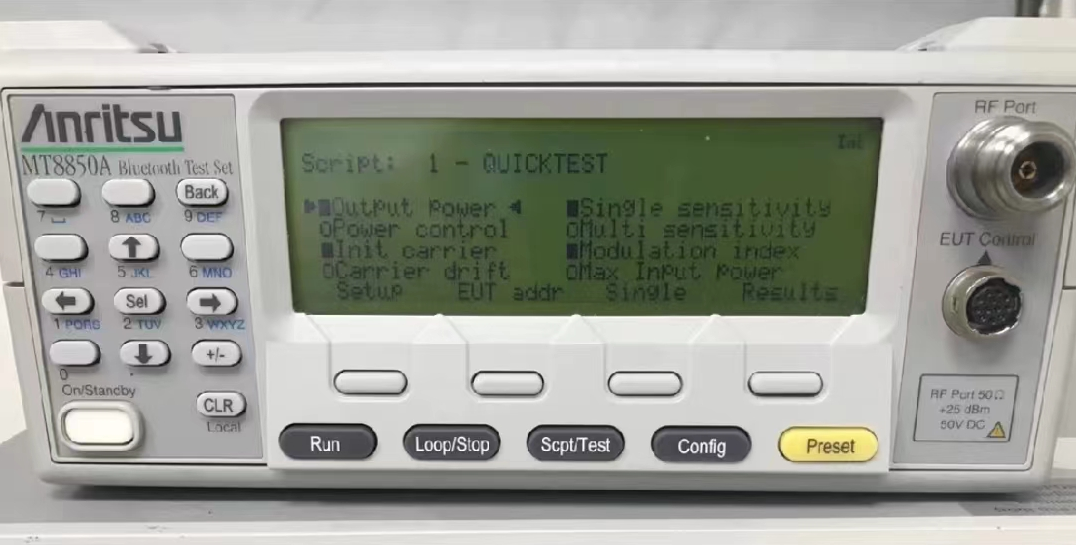 Anritsu
MT8850A Bluetooth Test Set
Back
7
8 ABC
9 DEF
4 GHI
5 JKL
6 MNO
Sel
1 PQRS
2 TUV
3 WXYZ
+/-
0
.
On/Standby
CLR
Local
Int
Script: 1 - QUICKTEST
Output power
Single sensitivity
Power control
Multi sensitivity
Init carrier
Modulation index
Carrier drift
Max Input power
Setup EUT addr Single Results
Run
Loop/Stop
Scpt/Test
Config
Preset
RF Port
EUT Control
RF Port 50Ω
+25 dBm
50V DC